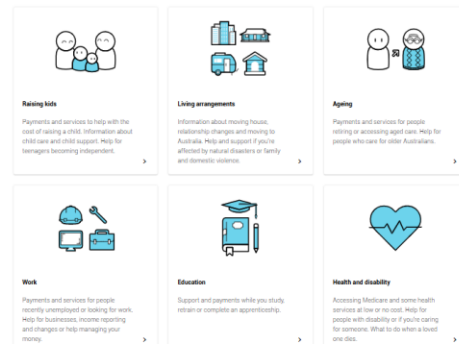 Raising kids
Payments and services to help with the
cost of raising a child. Information about
child care and child support. Help for
teenagers becoming independent.
Living arrangements
Information about moving house,
relationship changes and moving to
Australia. Help and support if you're
affected by natural disasters or family
and domestic violence.
Ageing
Payments and services for people
retiring or accessing aged care. Help for
people who care for older Australians.
Work
Payments and services for people
recently unemployed or looking for work.
Help for businesses, income reporting
and changes or help managing your
money.
Education
Support and payments while you study,
retrain or complete an apprenticeship.
Health and disability
Accessing Medicare and some health
services at low or no cost. Help for
people with disability or if you're caring
for someone. What to do when a loved
one dies.